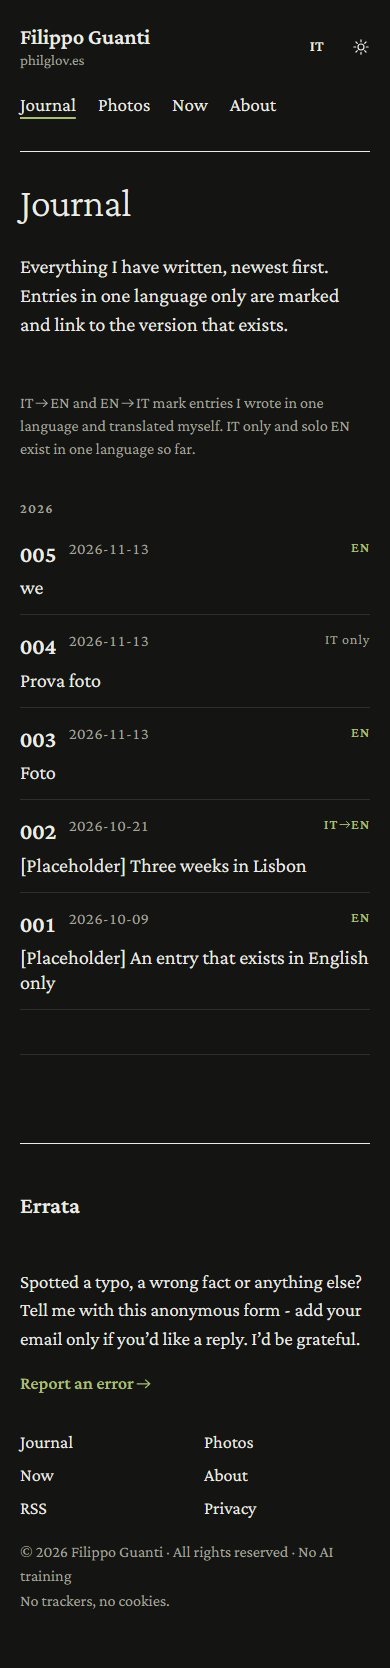 Filippo Guanti
philglov.es
IT
Journal Photos Now About
Journal
Everything I have written, newest first.
Entries in one language only are marked
and link to the version that exists.
IT→EN and EN→IT mark entries I wrote in one
language and translated myself. IT only and solo EN
exist in one language so far.
2026
005 2026-11-13 EN
we
004 2026-11-13 IT only
Prova foto
003 2026-11-13 EN
Foto
002 2026-10-21 IT→EN
[Placeholder] Three weeks in Lisbon
001 2026-10-09 EN
[Placeholder] An entry that exists in English
only
Errata
Spotted a typo, a wrong fact or anything else?
Tell me with this anonymous form - add your
email only if you’d like a reply. I’d be grateful.
Report an error→
Journal Photos
Now About
RSS Privacy
© 2026 Filippo Guanti · All rights reserved · No AI
training
No trackers, no cookies.